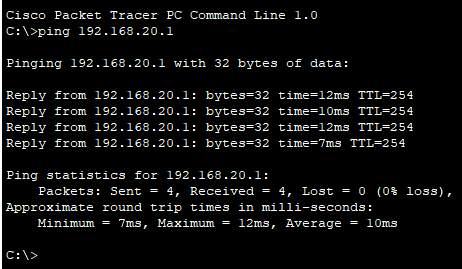 Cisco Packet Tracer PC Command Line 1.0
C:\>ping 192.168.20.1
Pinging 192.168.20.1 with 32 bytes of data:
Reply from 192.168.20.1: bytes=32 time=12ms TTL=254
Reply from 192.168.20.1: bytes=32 time=10ms TTL=254
Reply from 192.168.20.1: bytes=32 time=12ms TTL=254
Reply from 192.168.20.1: bytes=32 time=7ms TTL=254
Ping statistics for 192.168.20.1:
    Packets: Sent = 4, Received = 4, Lost = 0 (0% loss),
Approximate round trip times in milli-seconds:
    Minimum = 7ms, Maximum = 12ms, Average = 10ms
C:\>